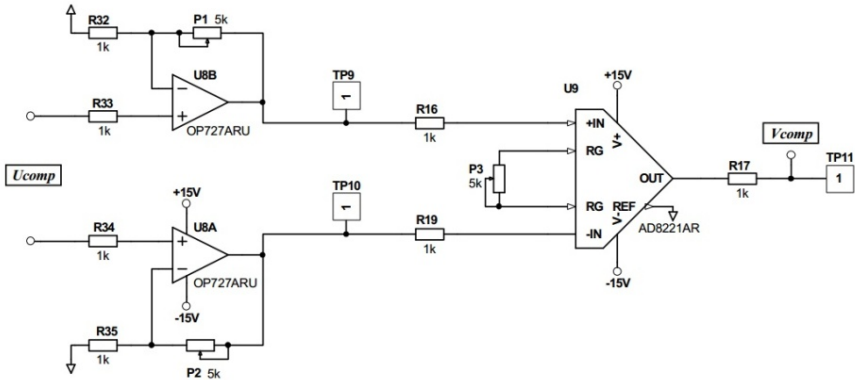 R32
1k
P1 5k
U8B
R33
1k
OP727ARU
TP9
1
R16
1k
U9
+15V
+IN
RG
V+
P3
5k
OUT
RG
REF
V-
-IN
AD8221AR
-15V
R17
1k
Vcomp
TP11
1
Ucomp
+15V
R34
1k
U8A
OP727ARU
-15V
TP10
1
R19
1k
R35
1k
P2 5k